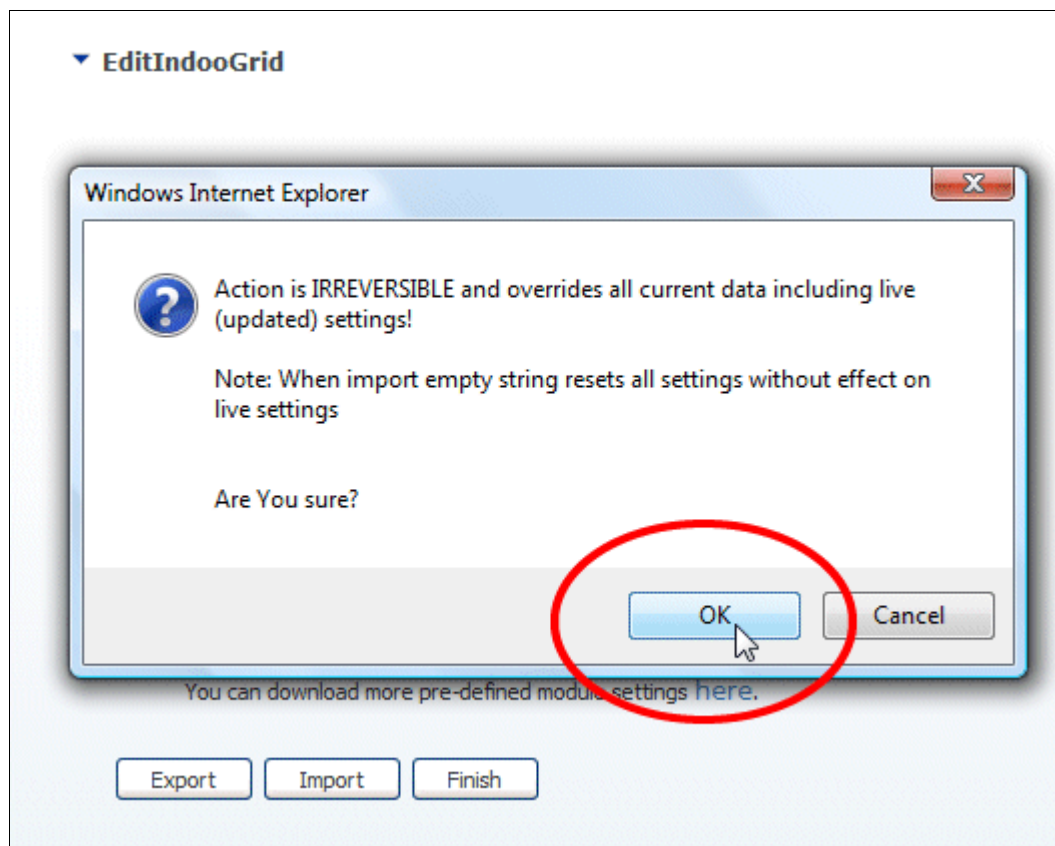 EditIndooGrid
Windows Internet Explorer
Action is IRREVERSIBLE and overrides all current data including live
(updated) settings!
Note: When import empty string resets all settings without effect on
live settings
Are You sure?
OK
Cancel
You can download more pre-defined module settings here.
Export
Import
Finish